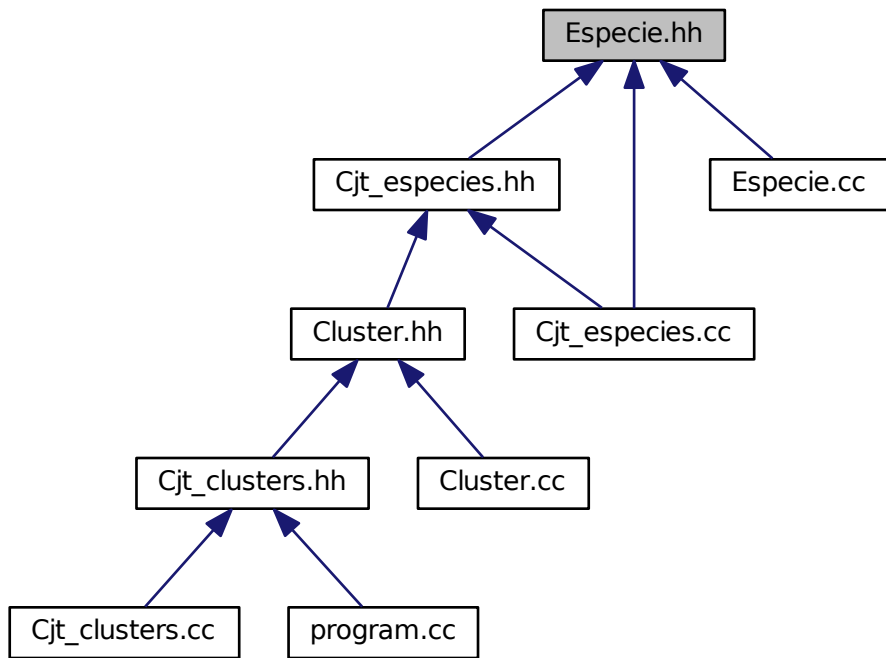 Especie.hh
Cjt_especies.hh
Especie.cc
Cluster.hh
Cjt_especies.cc
Cjt_clusters.hh
Cluster.cc
Cjt_clusters.cc
program.cc